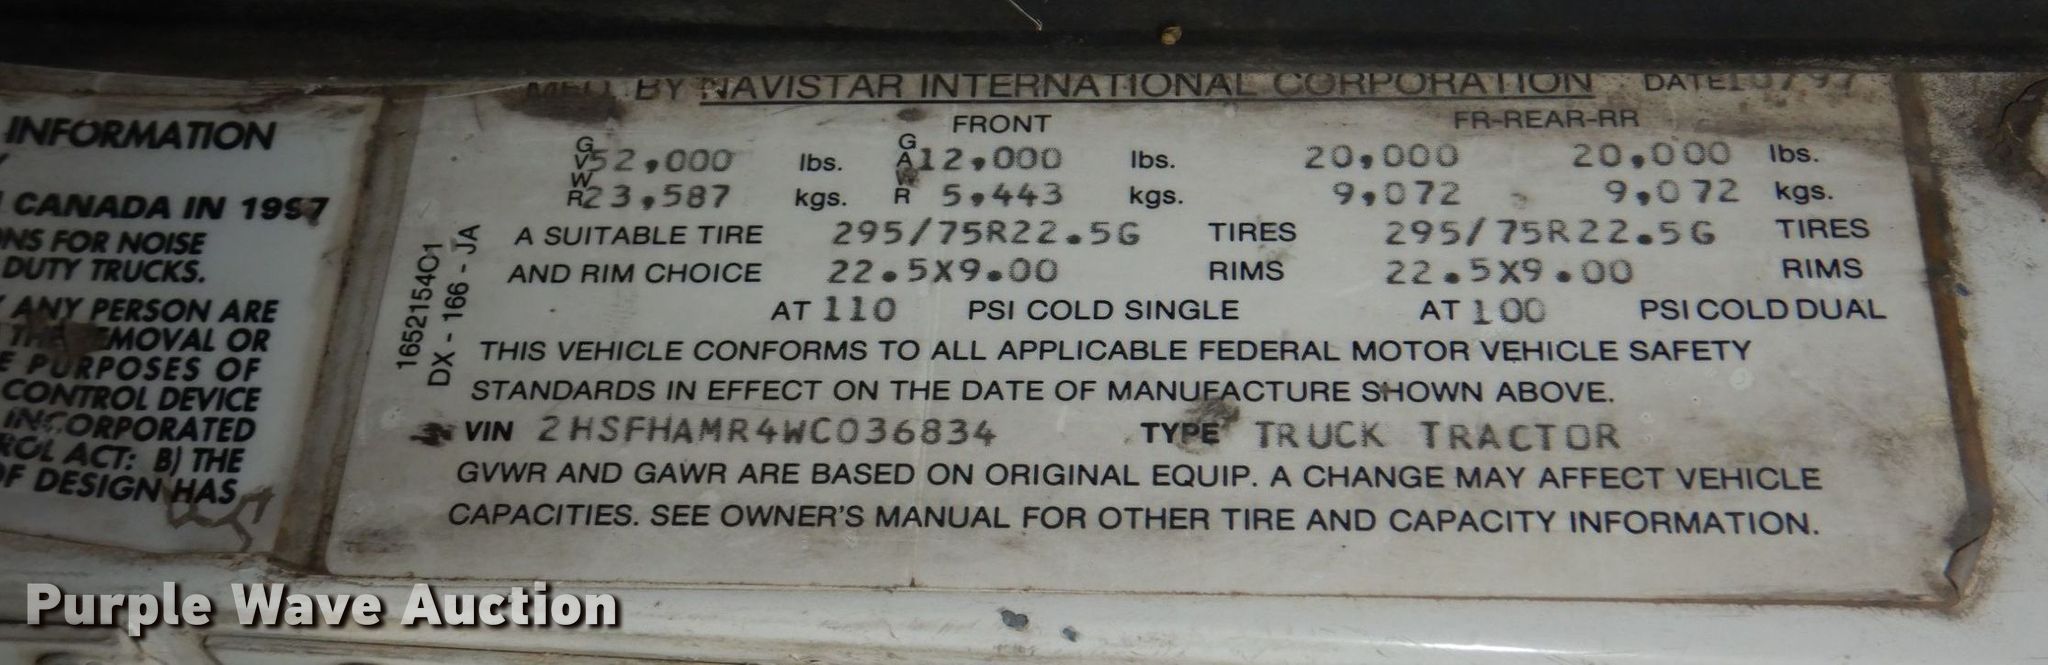 INFORMATION
CANADA IN 1997
NS FOR NOISE
DUTY TRUCKS.
ANY PERSON ARE
THE REMOVAL OR
PURPOSES OF
CONTROL DEVICE
INCORPORATED
ROL ACT: B) THE
OF DESIGN HAS
MFD. BY NAVISTAR INTERNATIONAL CORPORATION DATE 10797
FRONT FR-REAR-RR
GVWR 52,000 lbs. GAWR 12,000 lbs. 20,000 20,000 lbs.
23,587 kgs. 5,443 kgs. 9,072 9,072 kgs.
A SUITABLE TIRE 295/75R22.5G TIRES 295/75R22.5G TIRES
AND RIM CHOICE 22.5X9.00 RIMS 22.5X9.00 RIMS
AT 110 PSI COLD SINGLE AT 100 PSI COLD DUAL
THIS VEHICLE CONFORMS TO ALL APPLICABLE FEDERAL MOTOR VEHICLE SAFETY
STANDARDS IN EFFECT ON THE DATE OF MANUFACTURE SHOWN ABOVE.
VIN 2HSFHAMR4WC036834 TYPE TRUCK TRACTOR
GVWR AND GAWR ARE BASED ON ORIGINAL EQUIP. A CHANGE MAY AFFECT VEHICLE
CAPACITIES. SEE OWNER'S MANUAL FOR OTHER TIRE AND CAPACITY INFORMATION.
1652154C1
DX - 166 - JA
Purple Wave Auction